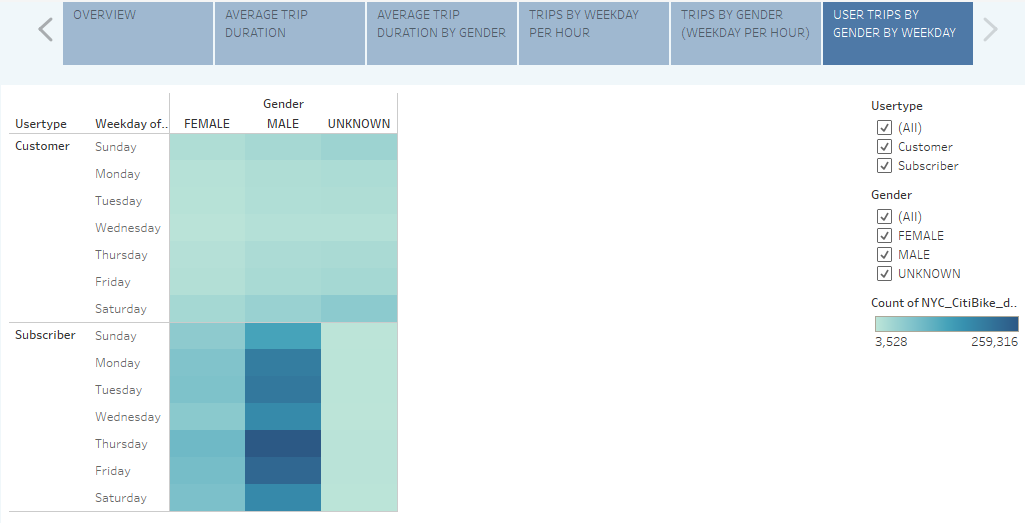 OVERVIEW
AVERAGE TRIP
DURATION
AVERAGE TRIP
DURATION BY GENDER
TRIPS BY WEEKDAY
PER HOUR
TRIPS BY GENDER
(WEEKDAY PER HOUR)
USER TRIPS BY
GENDER BY WEEKDAY
Gender
Usertype Weekday of.. FEMALE MALE UNKNOWN
Customer Sunday
Monday
Tuesday
Wednesday
Thursday
Friday
Saturday
Subscriber Sunday
Monday
Tuesday
Wednesday
Thursday
Friday
Saturday
Usertype
(All)
Customer
Subscriber
Gender
(All)
FEMALE
MALE
UNKNOWN
Count of NYC_CitiBike_d..
3,528 259,316